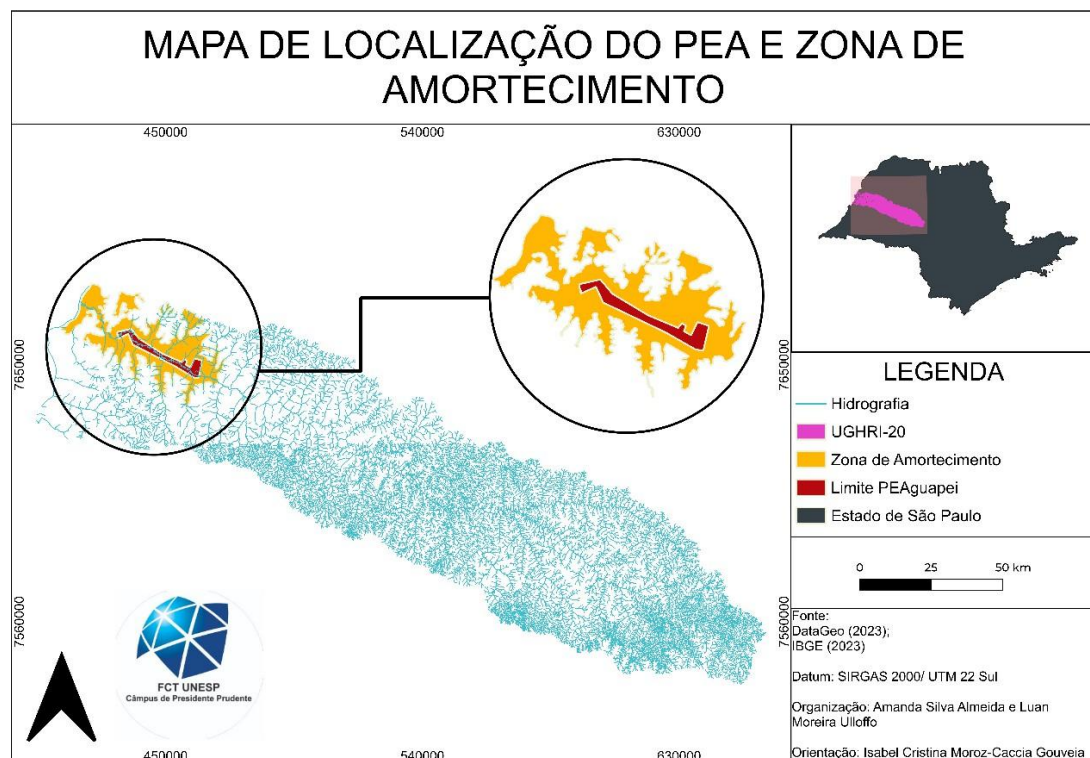 MAPA DE LOCALIZAÇÃO DO PEA E ZONA DE
AMORTECIMENTO
450000
540000
630000
7650000
7650000
7560000
7560000
LEGENDA
Hidrografia
UGHRI-20
Zona de Amortecimento
Limite PEAguapei
Estado de São Paulo
0 25 50 km
Fonte:
DataGeo (2023);
IBGE (2023)
Datum: SIRGAS 2000/ UTM 22 Sul
Organização: Amanda Silva Almeida e Luan
Moreira Ulloffo
Orientação: Isabel Cristina Moroz-Caccia Gouveia
FCT UNESP
Câmpus de Presidente Prudente
450000
540000
630000